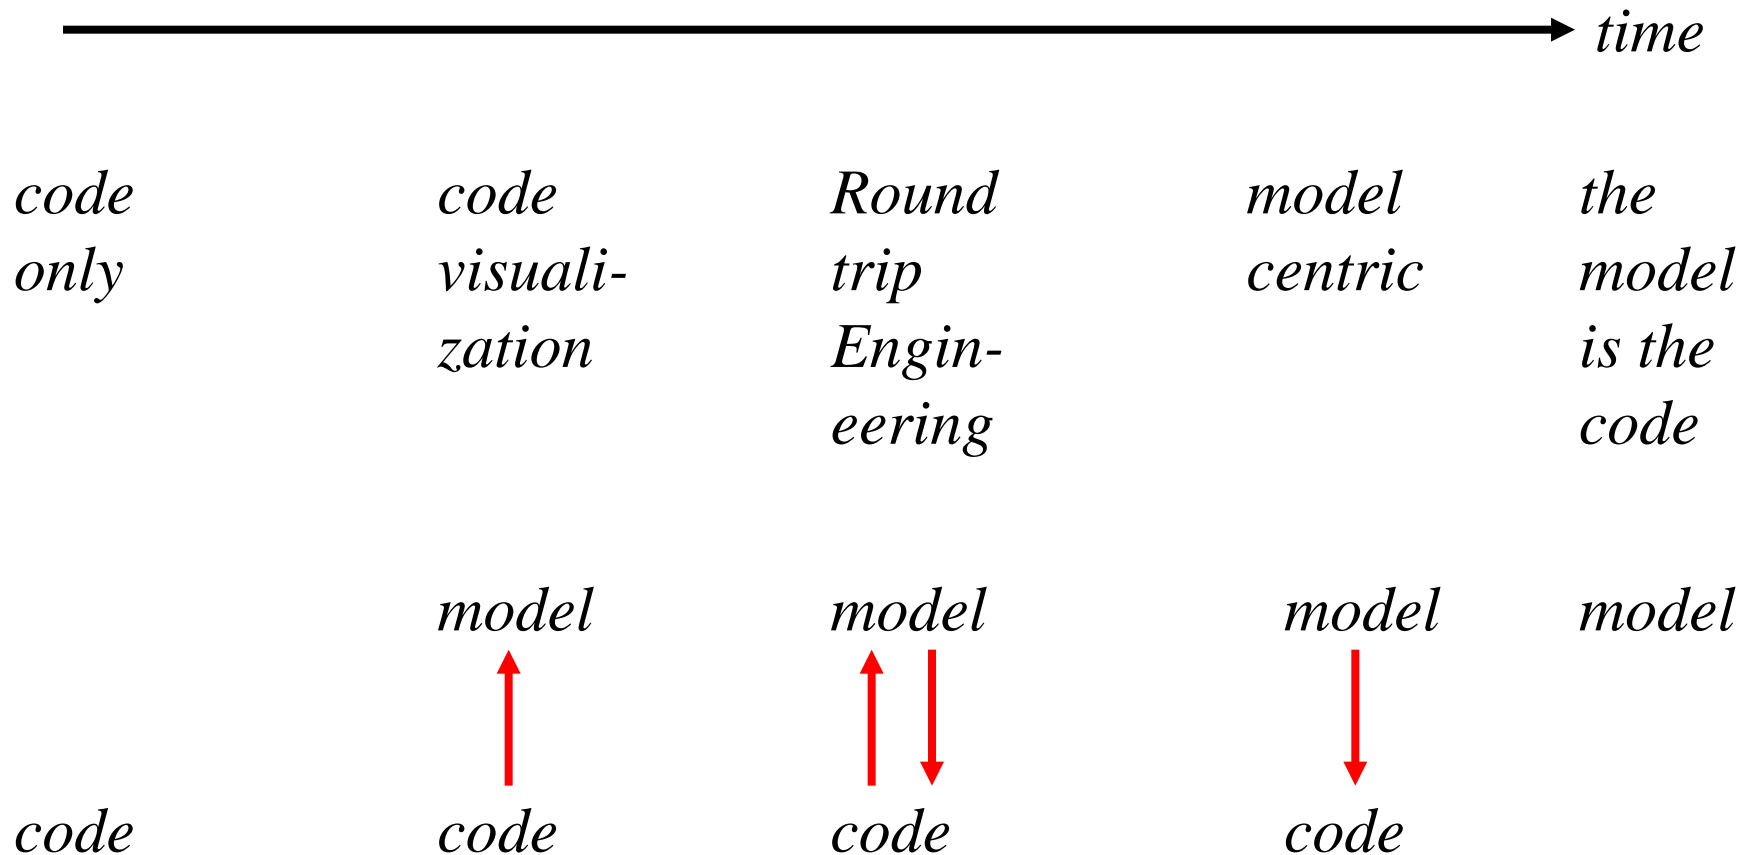 time
code
only
code
visuali-
zation
Round
trip
Engin-
eering
model
centric
the
model
is the
code
model
model
model
model
code
code
code
code